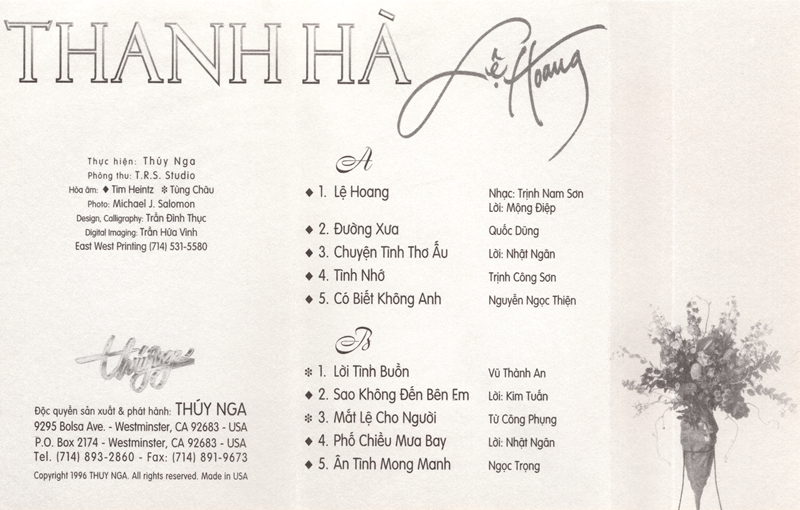 THANH HÀ Lệ Hoang
Thực hiện: Thúy Nga
Phòng thu: T.R.S. Studio
Hòa âm: ♦ Tim Heintz ❄ Tùng Châu
Photo: Michael J. Salomon
Design, Calligraphy: Trần Đình Thục
Digital Imaging: Trần Hữu Vinh
East West Printing (714) 531-5580
thúynga
Độc quyền sản xuất & phát hành: THÚY NGA
9295 Bolsa Ave. - Westminster, CA 92683 - USA
P.O. Box 2174 - Westminster, CA 92683 - USA
Tel. (714) 893-2860 - Fax: (714) 891-9673
Copyright 1996 THUY NGA. All rights reserved. Made in USA
A
♦ 1. Lệ Hoang Nhạc: Trịnh Nam Sơn
Lời: Mộng Điệp
♦ 2. Đường Xưa Quốc Dũng
♦ 3. Chuyện Tình Thơ Ấu Lời: Nhật Ngân
♦ 4. Tình Nhớ Trịnh Công Sơn
♦ 5. Có Biết Không Anh Nguyễn Ngọc Thiện
B
❄ 1. Lời Tình Buồn Vũ Thành An
♦ 2. Sao Không Đến Bên Em Lời: Kim Tuấn
❄ 3. Mắt Lệ Cho Người Từ Công Phụng
♦ 4. Phố Chiều Mưa Bay Lời: Nhật Ngân
♦ 5. Ân Tình Mong Manh Ngọc Trọng